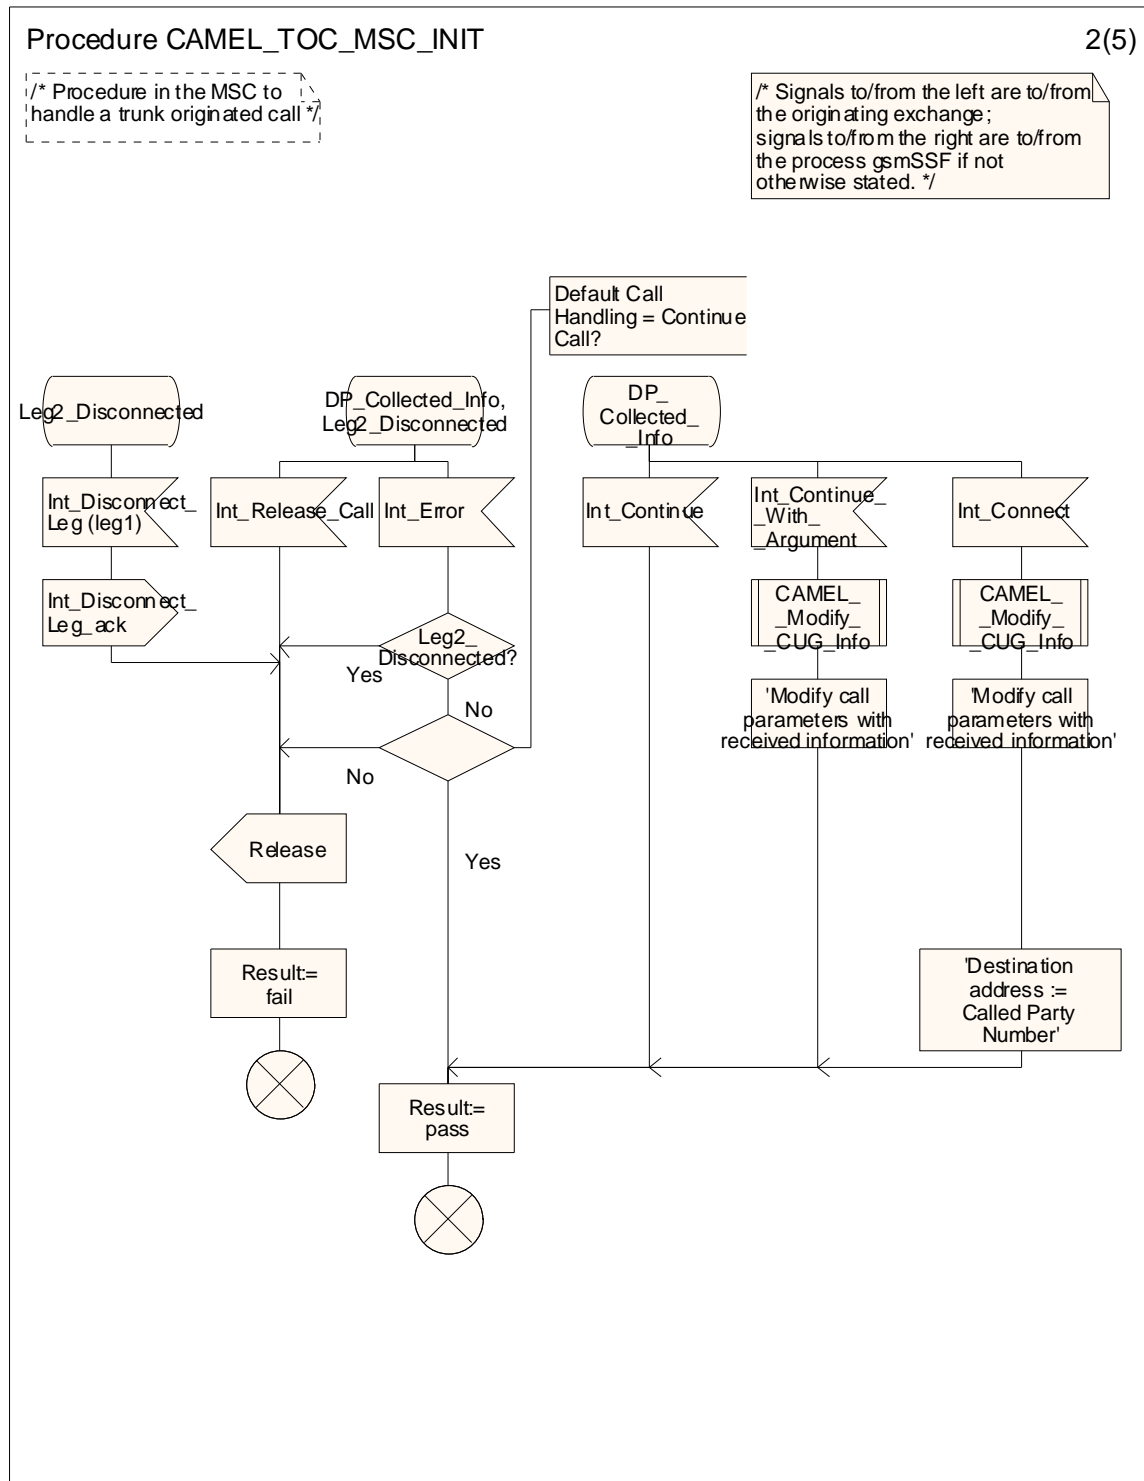 Procedure CAMEL_TOC_MSC_INIT
2(5)
/* Procedure in the MSC to
handle a trunk originated call */
/* Signals to/from the left are to/from
the originating exchange;
signals to/from the right are to/from
the process gsmSSF if not
otherwise stated. */
Default Call
Handling = Continue
Call?
Leg2_Disconnected
DP_Collected_Info,
Leg2_Disconnected
DP_
Collected_
_Info
Int_Disconnect_
Leg (leg1)
Int_Release_Call
Int_Error
Int_Continue
Int_Continue_
_With_
_Argument
Int_Connect
Int_Disconnect_
Leg_ack
Leg2_
Disconnected?
CAMEL_
_Modify_
_CUG_Info
CAMEL_
_Modify_
_CUG_Info
Yes
No
'Modify call
parameters with
received information'
'Modify call
parameters with
received information'
No
Release
Yes
Result:=
fail
'Destination
address :=
Called Party
Number'
Result:=
pass